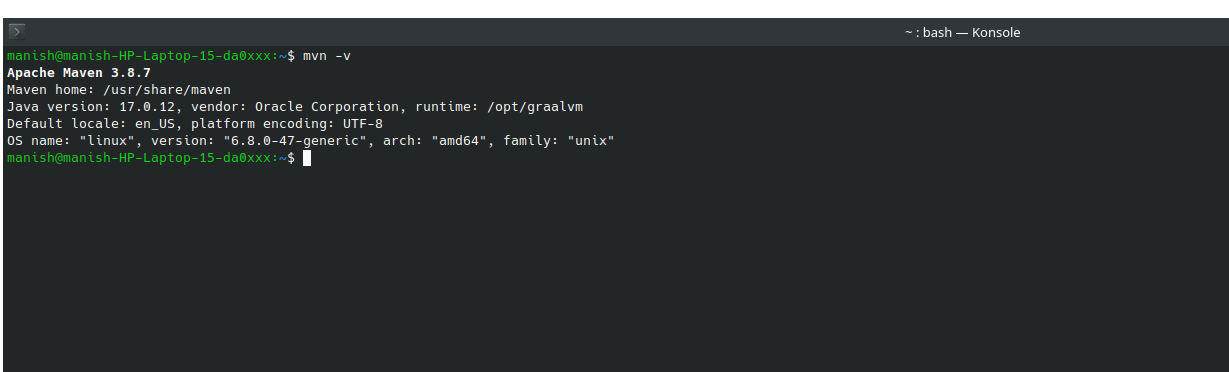 ~ : bash — Konsole
manish@manish-HP-Laptop-15-da0xxx:~$ mvn -v
Apache Maven 3.8.7
Maven home: /usr/share/maven
Java version: 17.0.12, vendor: Oracle Corporation, runtime: /opt/graalvm
Default locale: en_US, platform encoding: UTF-8
OS name: "linux", version: "6.8.0-47-generic", arch: "amd64", family: "unix"
manish@manish-HP-Laptop-15-da0xxx:~$